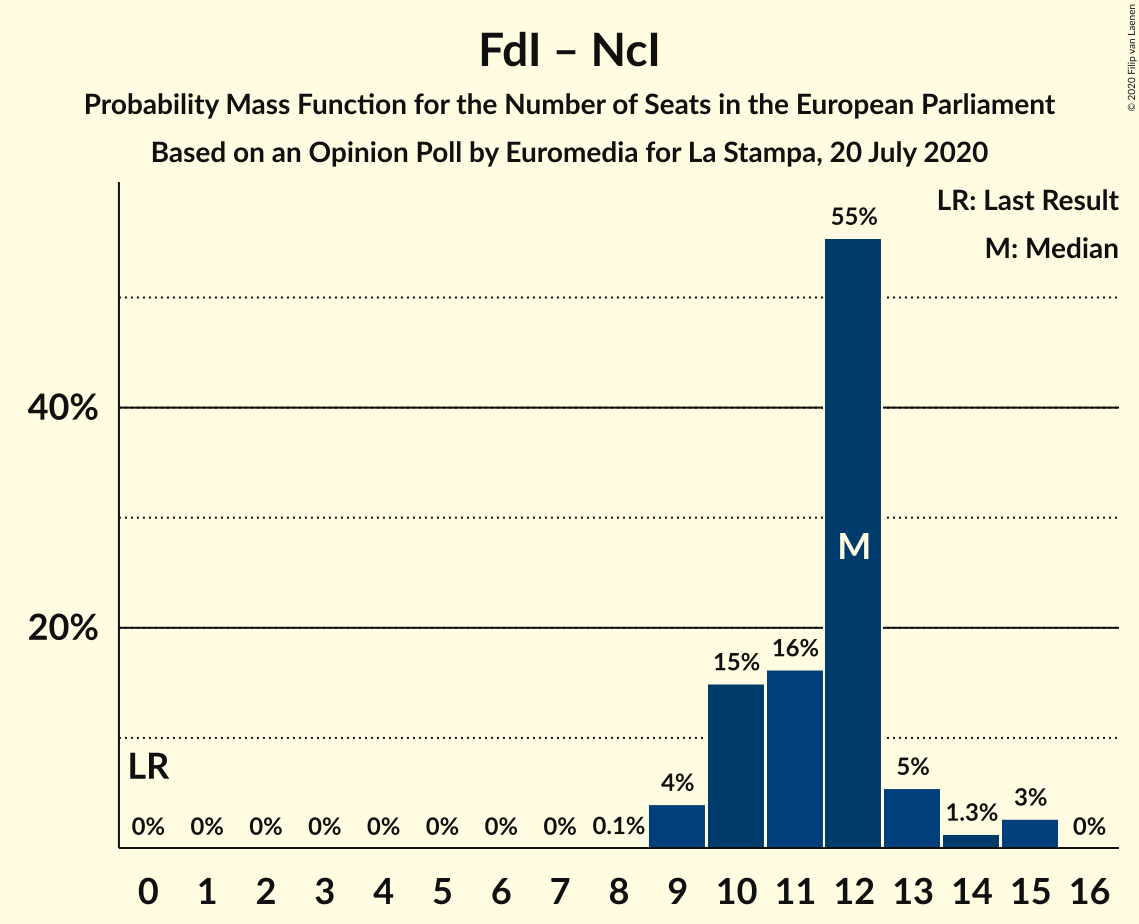 FdI – NcI
Probability Mass Function for the Number of Seats in the European Parliament
Based on an Opinion Poll by Euromedia for La Stampa, 20 July 2020
© 2020 Filip van Laenen
LR: Last Result
M: Median
55%
40%
M
20%
16%
15%
LR
5%
4%
3%
1.3%
0% 0% 0% 0% 0% 0% 0% 0% 0.1% 0%
0 1 2 3 4 5 6 7 8 9 10 11 12 13 14 15 16